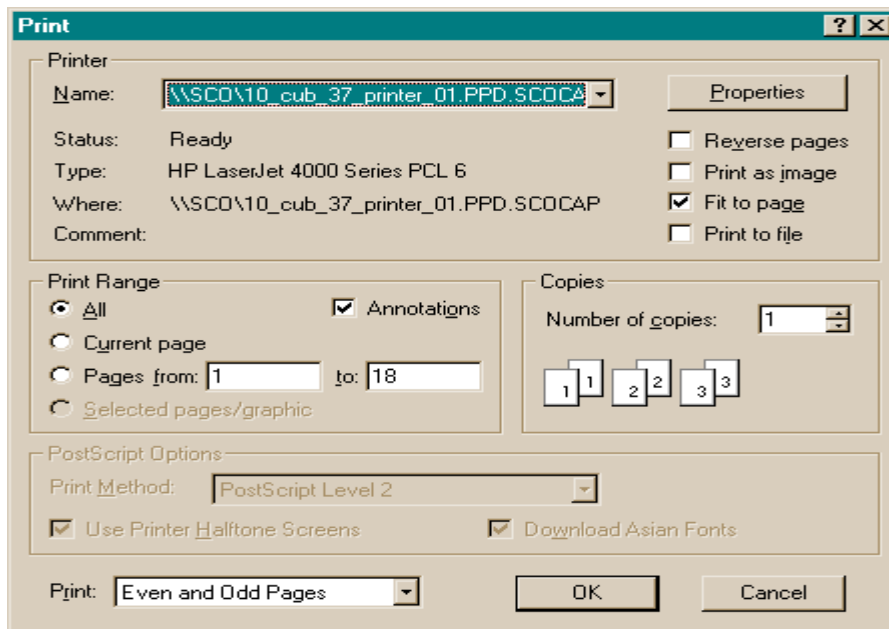 Print
Printer
Name: \\SCO\10_cub_37_printer_01.PPD.SCOCA Properties
Status: Ready Reverse pages
Type: HP LaserJet 4000 Series PCL 6 Print as image
Where: \\SCO\10_cub_37_printer_01.PPD.SCOCAP Fit to page
Comment: Print to file
Print Range Copies
All Annotations Number of copies: 1
Current page
Pages from: 1 to: 18 1 1 2 2 3 3
Selected pages/graphic
PostScript Options
Print Method: PostScript Level 2
Use Printer Halftone Screens Download Asian Fonts
Print: Even and Odd Pages OK Cancel